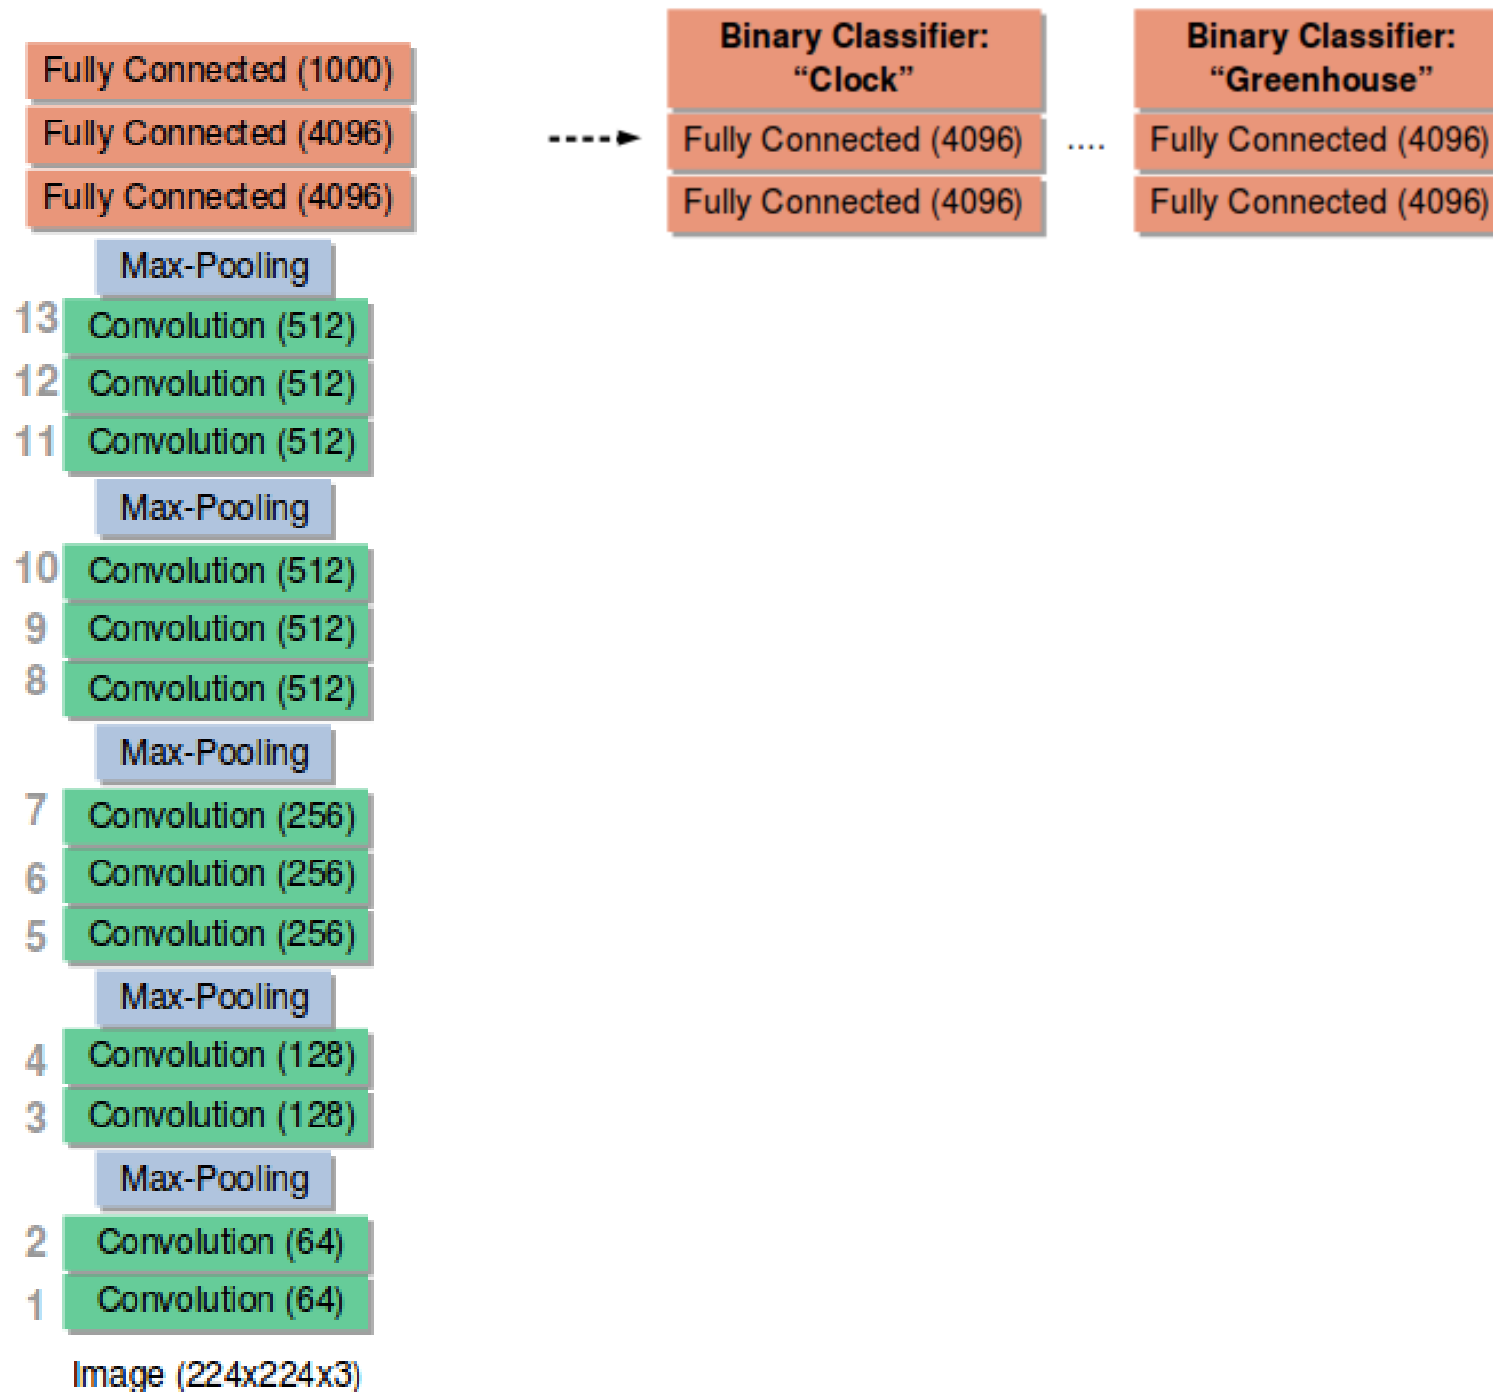 Fully Connected (1000)
Fully Connected (4096)
Fully Connected (4096)
Max-Pooling
13 Convolution (512)
12 Convolution (512)
11 Convolution (512)
Max-Pooling
10 Convolution (512)
9 Convolution (512)
8 Convolution (512)
Max-Pooling
7 Convolution (256)
6 Convolution (256)
5 Convolution (256)
Max-Pooling
4 Convolution (128)
3 Convolution (128)
Max-Pooling
2 Convolution (64)
1 Convolution (64)
Image (224x224x3)
Binary Classifier:
“Clock”
Fully Connected (4096)
Fully Connected (4096)
....
Binary Classifier:
“Greenhouse”
Fully Connected (4096)
Fully Connected (4096)